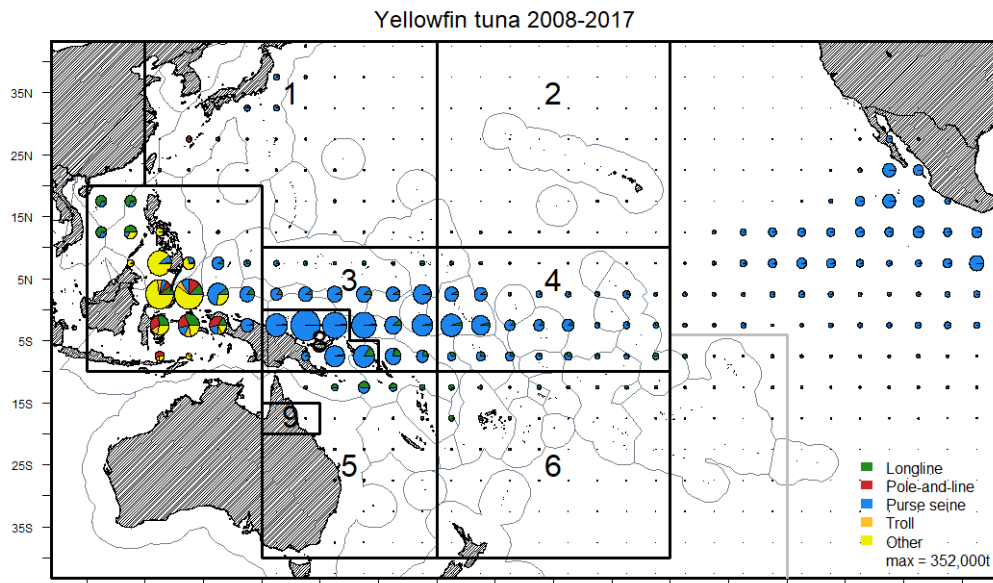 Yellowfin tuna 2008-2017
35N
25N
15N
5N
5S
15S
25S
35S
1
2
3
4
8
9
5
6
Longline
Pole-and-line
Purse seine
Troll
Other
max = 352,000t